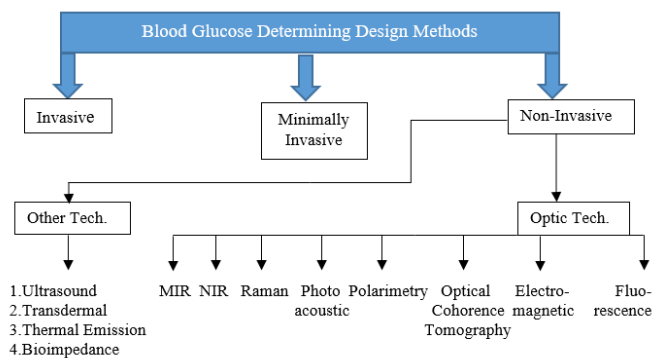 Blood Glucose Determining Design Methods
Invasive
Minimally
Invasive
Non-Invasive
Other Tech.
Optic Tech.
1.Ultrasound
2.Transdermal
3.Thermal Emission
4.Bioimpedance
MIR
NIR
Raman
Photo
acoustic
Polarimetry
Optical
Cohorence
Tomography
Electro-
magnetic
Fluo-
rescence